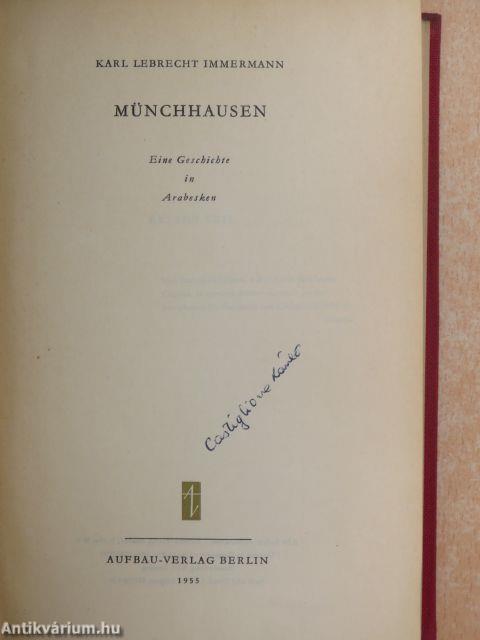 KARL LEBRECHT IMMERMANN
MÜNCHHAUSEN
Eine Geschichte
in
Arabesken
Castiglione László
AUFBAU-VERLAG BERLIN
1955
Antikvárium.hu